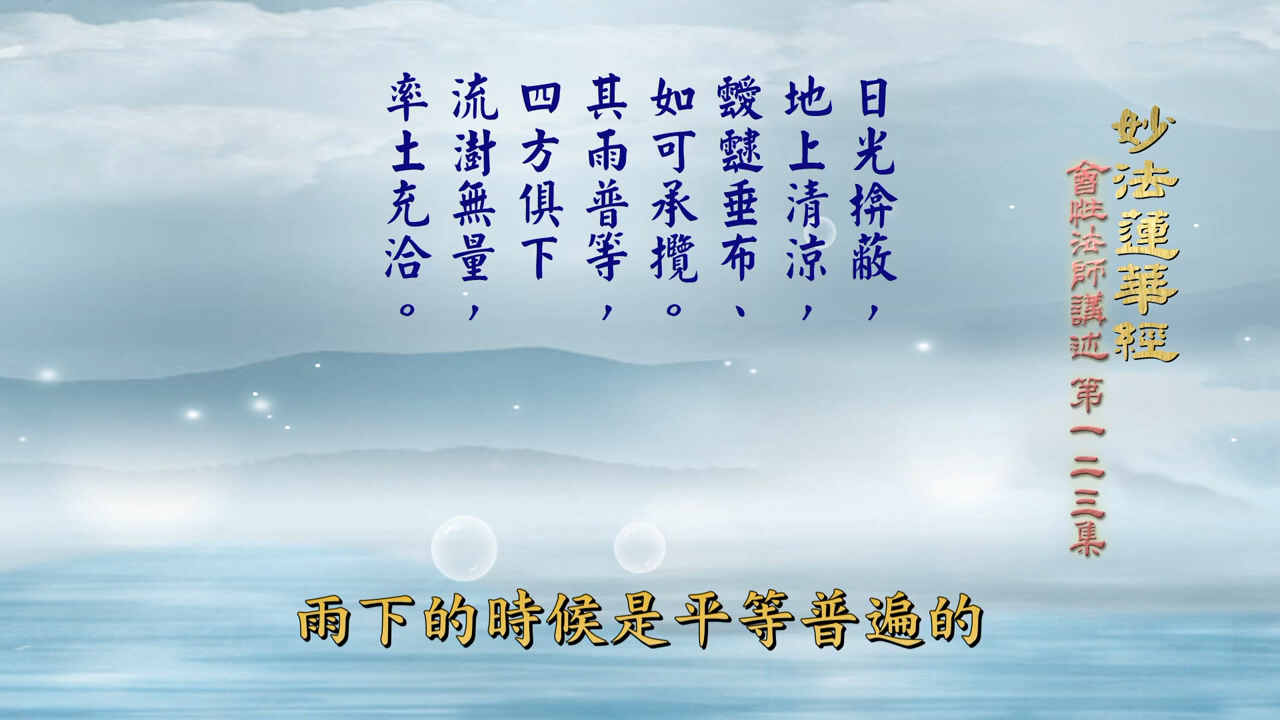 妙法蓮華經
會性法師講述 第一二三集
日光揜蔽，
地上清涼，
靉靆垂布、
如可承攬。
其雨普等，
四方俱下
流澍無量，
率土充洽。
雨下的時候是平等普遍的